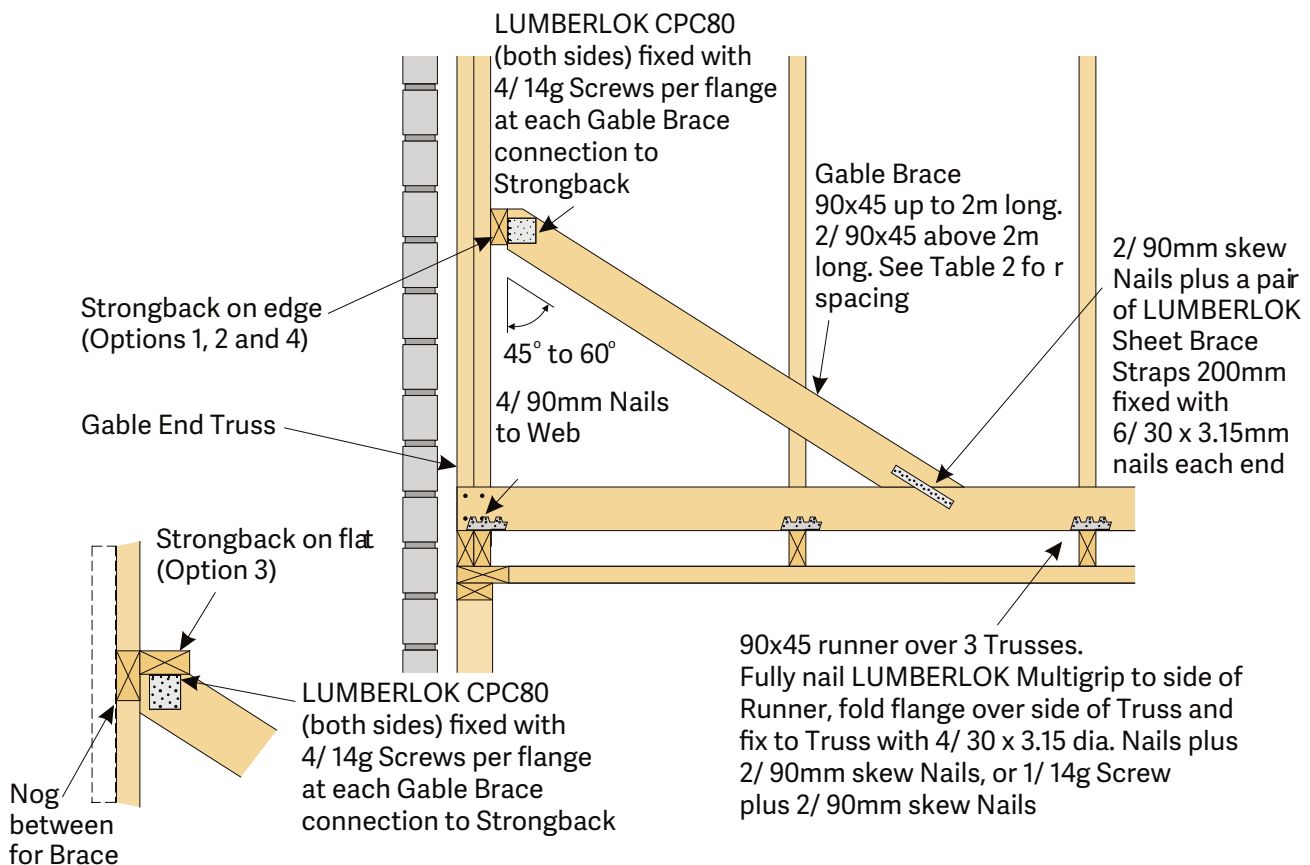 LUMBERLOK CPC80
(both sides) fixed with
4/ 14g Screws per flange
at each Gable Brace
connection to
Strongback
Gable Brace
90x45 up to 2m long.
2/ 90x45 above 2m
long. See Table 2 fo r
spacing
2/ 90mm skew
Nails plus a pair
of LUMBERLOK
Sheet Brace
Straps 200mm
fixed with
6/ 30 x 3.15mm
nails each end
Strongback on edge
(Options 1, 2 and 4)
45° to 60°
4/ 90mm Nails
to Web
Gable End Truss
Strongback on flat
(Option 3)
90x45 runner over 3 Trusses.
Fully nail LUMBERLOK Multigrip to side of
Runner, fold flange over side of Truss and
fix to Truss with 4/ 30 x 3.15 dia. Nails plus
2/ 90mm skew Nails, or 1/ 14g Screw
plus 2/ 90mm skew Nails
LUMBERLOK CPC80
(both sides) fixed with
4/ 14g Screws per flange
at each Gable Brace
connection to Strongback
Nog
between
for Brace